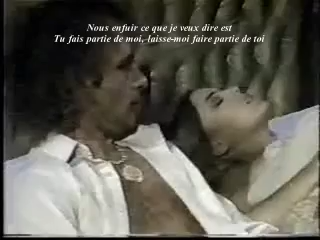 Nous enfuir ce que je veux dire est
Tu fais partie de moi, laisse-moi faire partie de toi